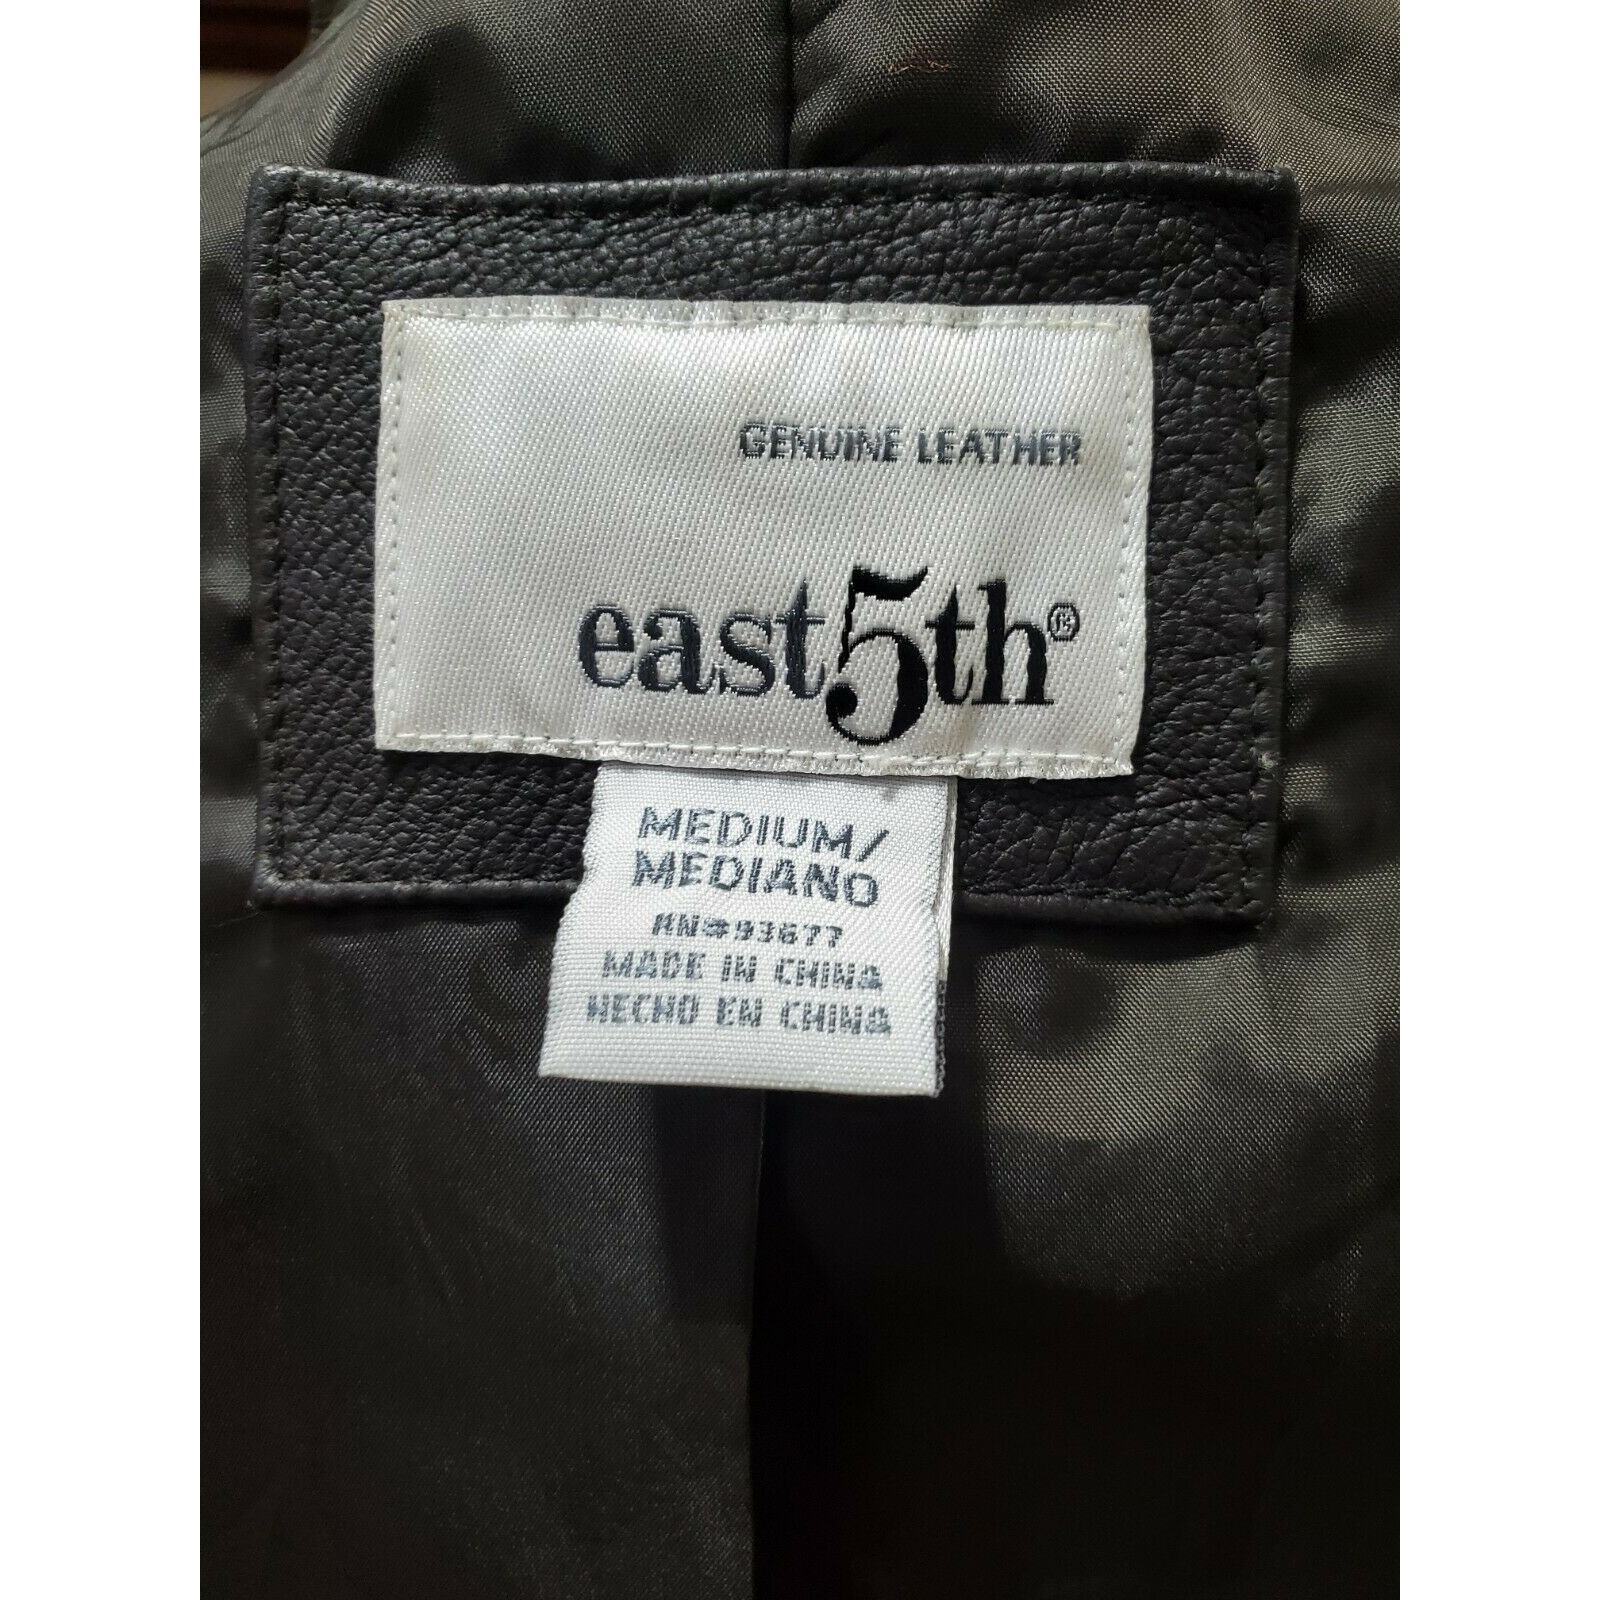 GENUINE LEATHER
east5th®
MEDIUM/
MEDIANO
RN#93677
MADE IN CHINA
HECHO EN CHINA